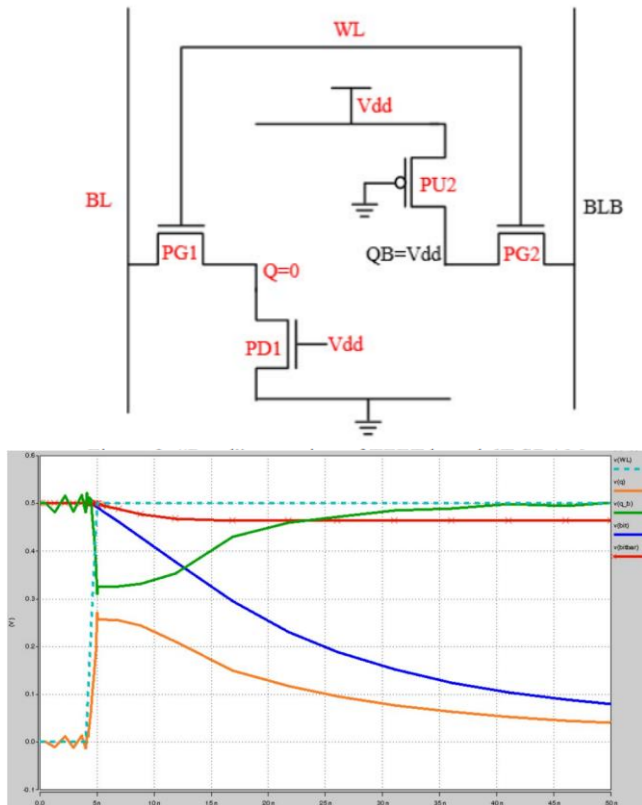 WL
Vdd
PU2
BL
BLB
PG1
Q=0
QB=Vdd
PG2
PD1
Vdd
0.6
0.5
0.4
0.3
0.2
0.1
0.0
-0.1
(V)
0.0 5n 10n 15n 20n 25n 30n 35n 40n 45n 50n
v(WL)
v(q)
v(q_b)
v(bit)
v(bitbar)